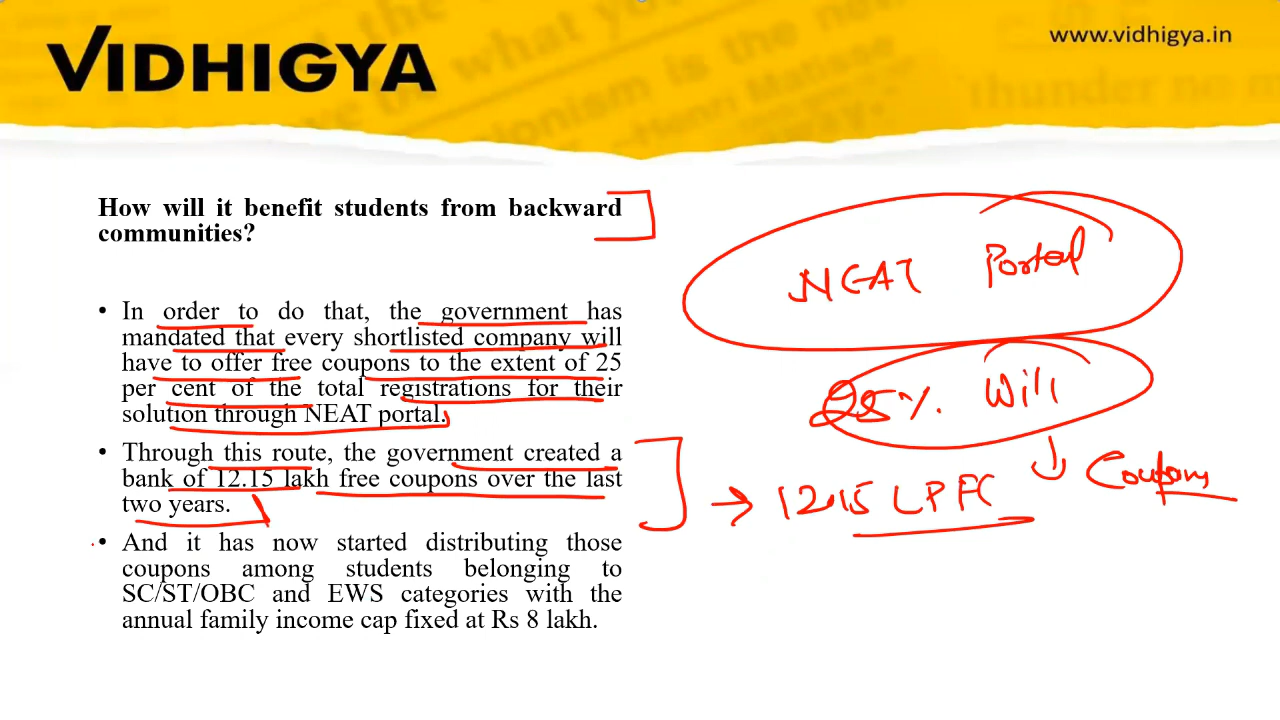 VIDHIGYA
www.vidhigya.in
How will it benefit students from backward
communities?
• In order to do that, the government has
mandated that every shortlisted company will
have to offer free coupons to the extent of 25
per cent of the total registrations for their
solution through NEAT portal.
• Through this route, the government created a
bank of 12.15 lakh free coupons over the last
two years.
• And it has now started distributing those
coupons among students belonging to
SC/ST/OBC and EWS categories with the
annual family income cap fixed at Rs 8 lakh.
NEAT Portal
25% Will
Coupons
12.15 L